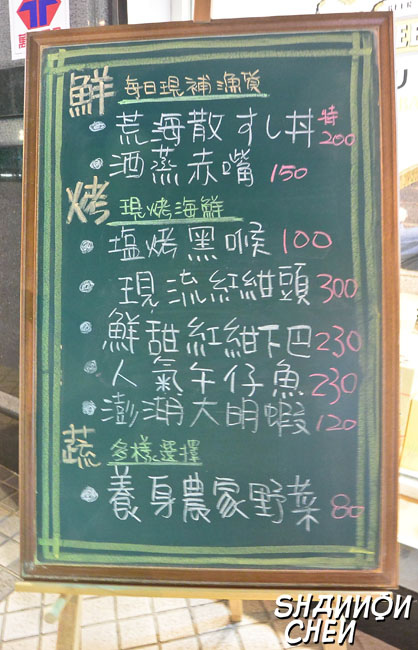 鮮 每日現補漁貨
荒海散すし丼 特200
酒蒸赤嘴 150
烤 現烤海鮮
塩烤黑喉 100
現流紅紺頭 300
鮮甜紅紺下巴 230
人氣午仔魚 230
澎湖大明蝦 120
蔬 多樣選擇
養身農家野菜 80
SHANNON
CHEN